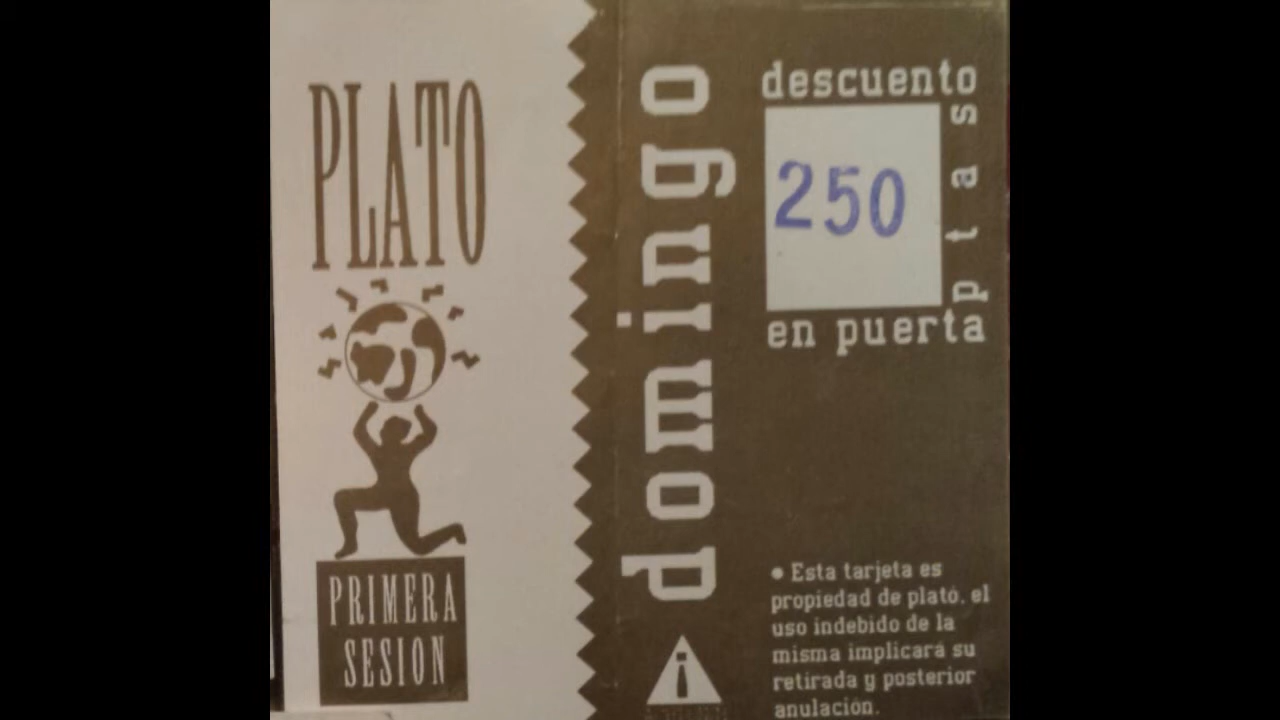 PLATO
PRIMERA
SESION
domingo
descuento
250
ptas
en puerta
• Esta tarjeta es
propiedad de plató. el
uso indebido de la
misma implicará su
retirada y posterior
anulación.
¡